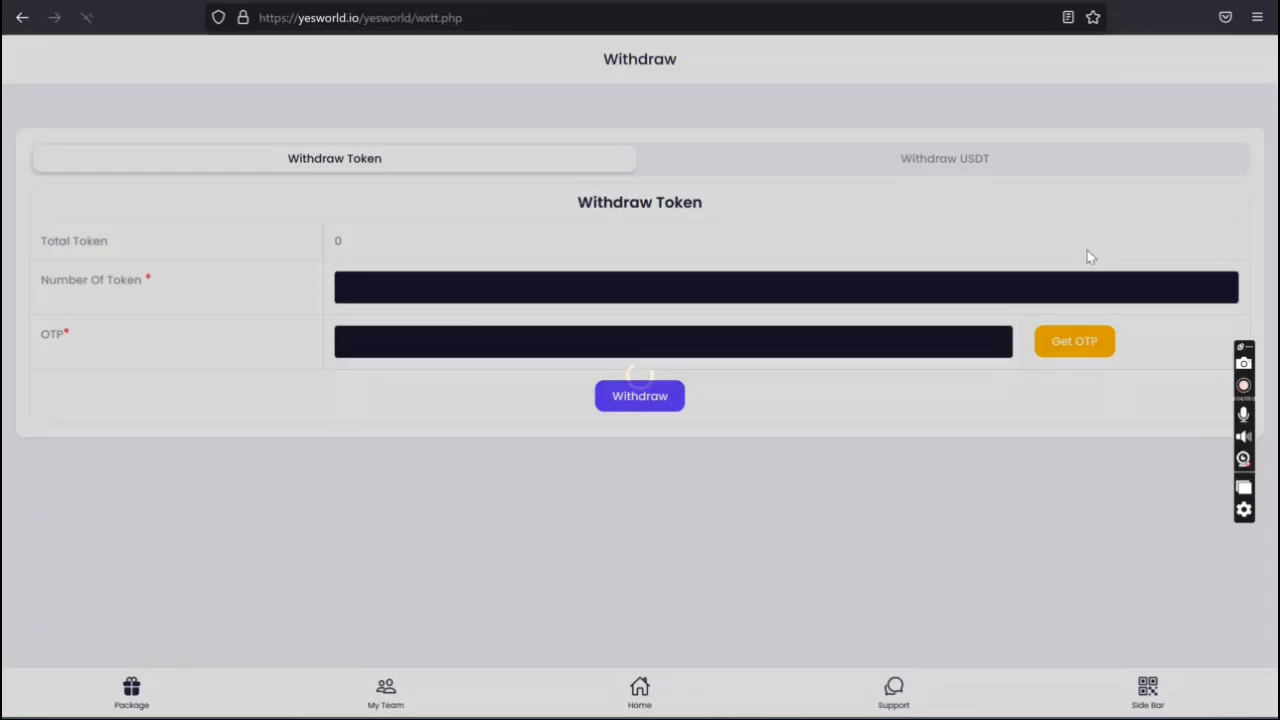 https://yesworld.io/yesworld/wxtt.php
Withdraw
Withdraw Token
Withdraw USDT
Withdraw Token
Total Token
0
Number Of Token *
OTP*
Get OTP
Withdraw
Package
My Team
Home
Support
Side Bar